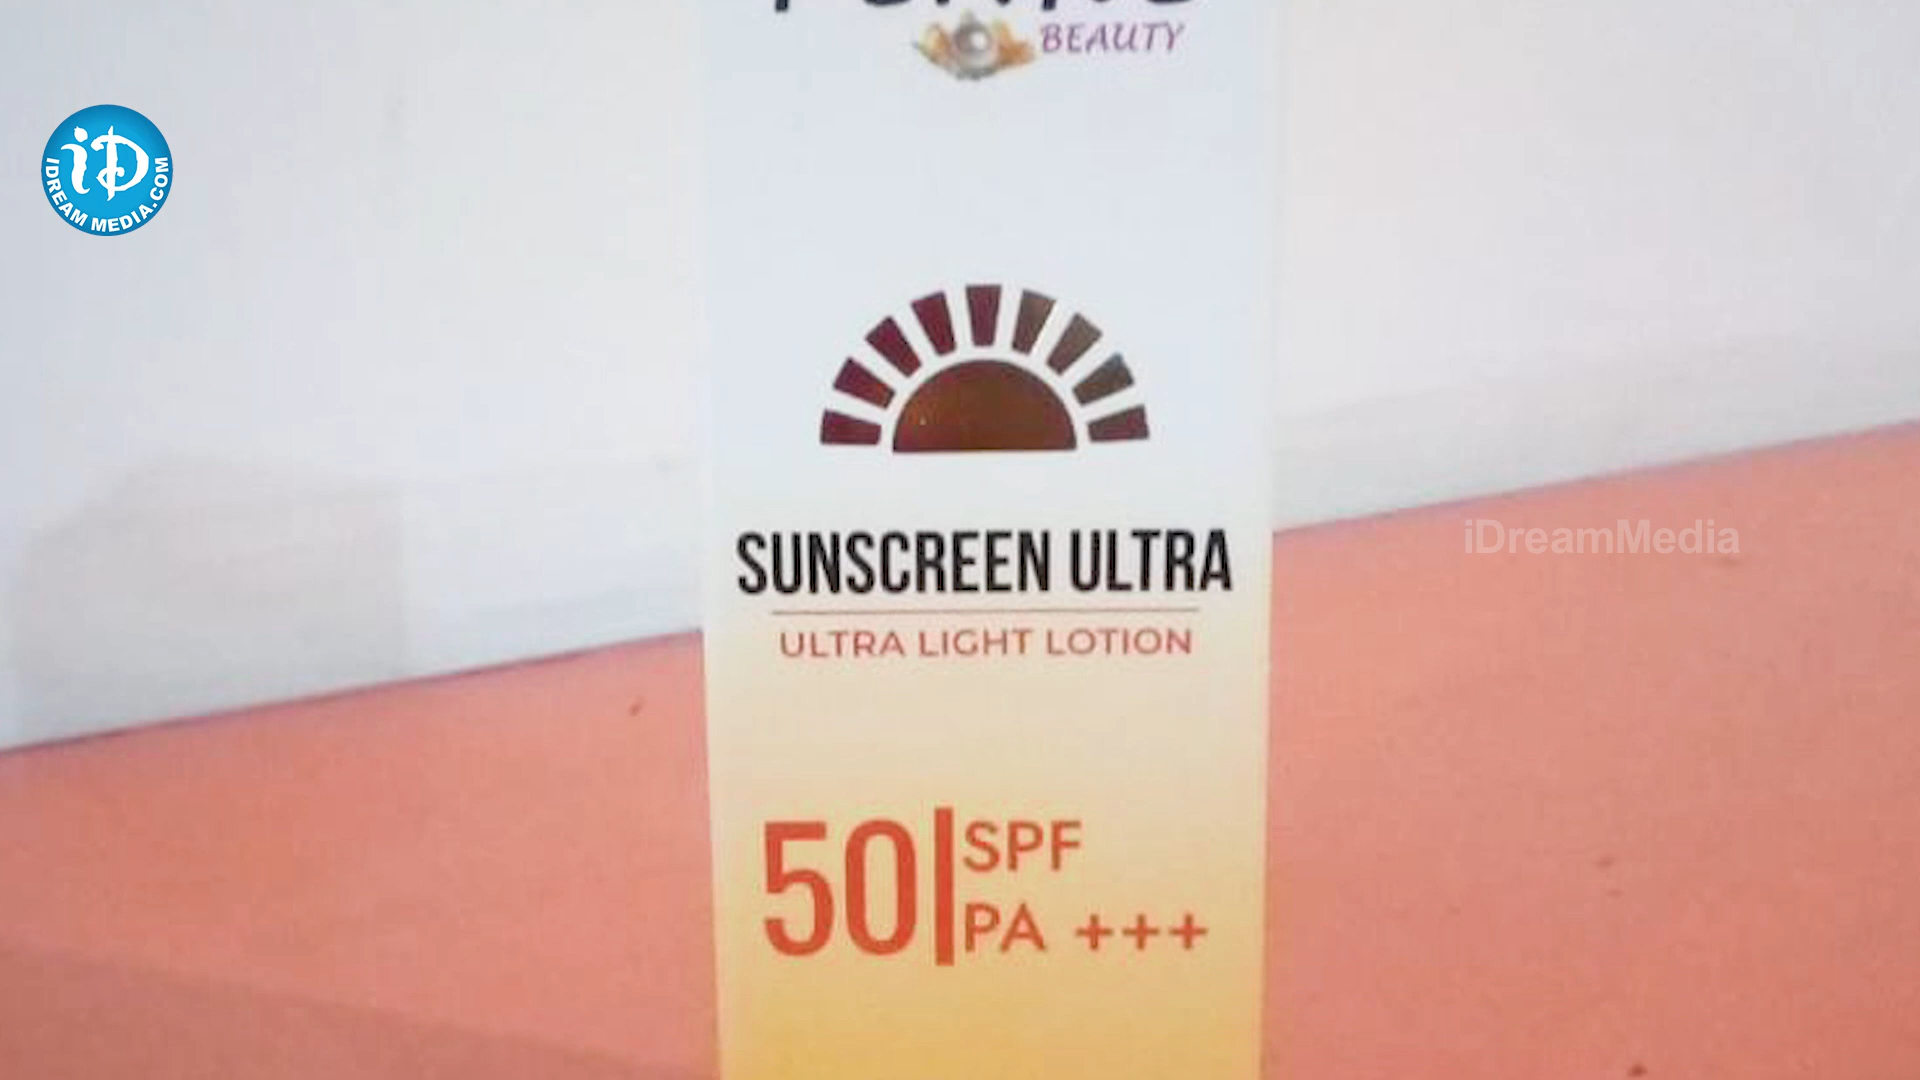 BEAUTY
iD
IDREAM MEDIA.COM
SUNSCREEN ULTRA
iDreamMedia
ULTRA LIGHT LOTION
50
SPF
PA +++